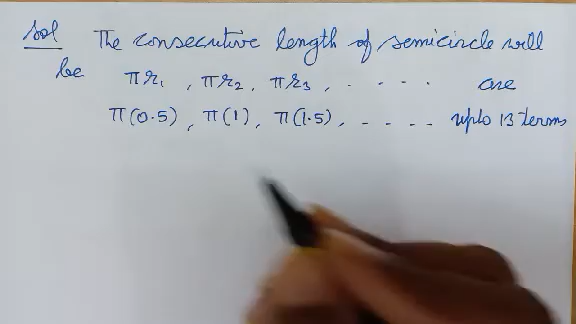 Sol The consecutive length of semicircle will
be πr₁, πr₂, πr₃, ..... are
π(0.5), π(1), π(1.5), ..... upto 13 terms